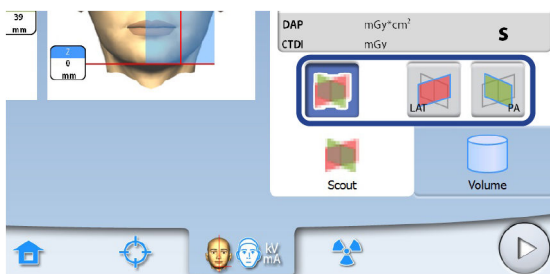 39
mm
2
0
mm
DAP mGy*cm²
CTDI mGy
S
LAT
PA
Scout
Volume
kV
mA